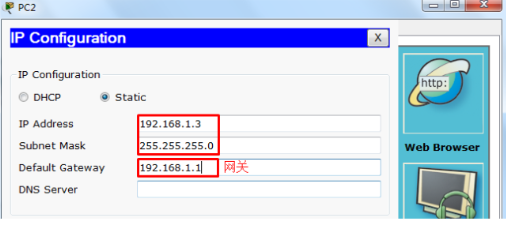 PC2
IP Configuration
X
IP Configuration
DHCP
Static
IP Address
192.168.1.3
Subnet Mask
255.255.255.0
Default Gateway
192.168.1.1
网关
DNS Server
http:
Web Browser